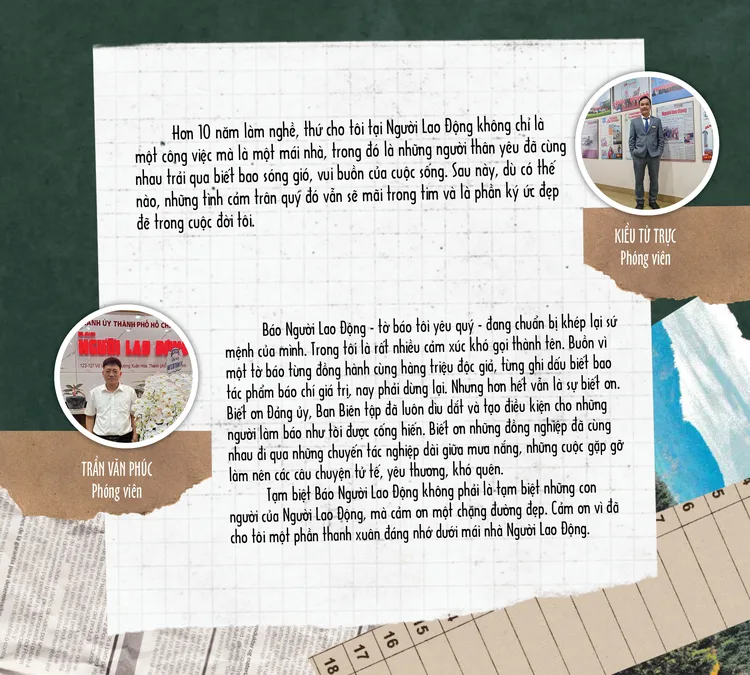 Hơn 10 năm làm nghề, thứ cho tôi tại Người Lao Động không chỉ là
một công việc mà là một mái nhà, trong đó là những người thân yêu đã cùng
nhau trải qua biết bao sóng gió, vui buồn của cuộc sống. Sau này, dù có thế
nào, những tình cảm trân quý đó vẫn sẽ mãi trong tim và là phần ký ức đẹp
đẽ trong cuộc đời tôi.
KIỀU TỬ TRỰC
Phóng viên
Báo Người Lao Động - tờ báo tôi yêu quý - đang chuẩn bị khép lại sứ
mệnh của mình. Trong tôi là rất nhiều cảm xúc khó gọi thành tên. Buồn vì
một tờ báo từng đồng hành cùng hàng triệu độc giả, từng ghi dấu biết bao
tác phẩm báo chí giá trị, nay phải dừng lại. Nhưng hơn hết vẫn là sự biết ơn.
Biết ơn Đảng ủy, Ban Biên tập đã luôn dìu dắt và tạo điều kiện cho những
người làm báo như tôi được cống hiến. Biết ơn những đồng nghiệp đã cùng
nhau đi qua những chuyến tác nghiệp dài giữa mưa nắng, những cuộc gặp gỡ
làm nên các câu chuyện tử tế, yêu thương, khó quên.
Tạm biệt Báo Người Lao Động không phải là tạm biệt những con
người của Người Lao Động, mà cảm ơn một chặng đường đẹp. Cảm ơn vì đã
cho tôi một phần thanh xuân đáng nhớ dưới mái nhà Người Lao Động.
THÀNH ỦY THÀNH PHỐ HỒ CH
NGƯỜI LAO ĐỘNG
TRẦN VĂN PHÚC
Phóng viên
15
16
17
18